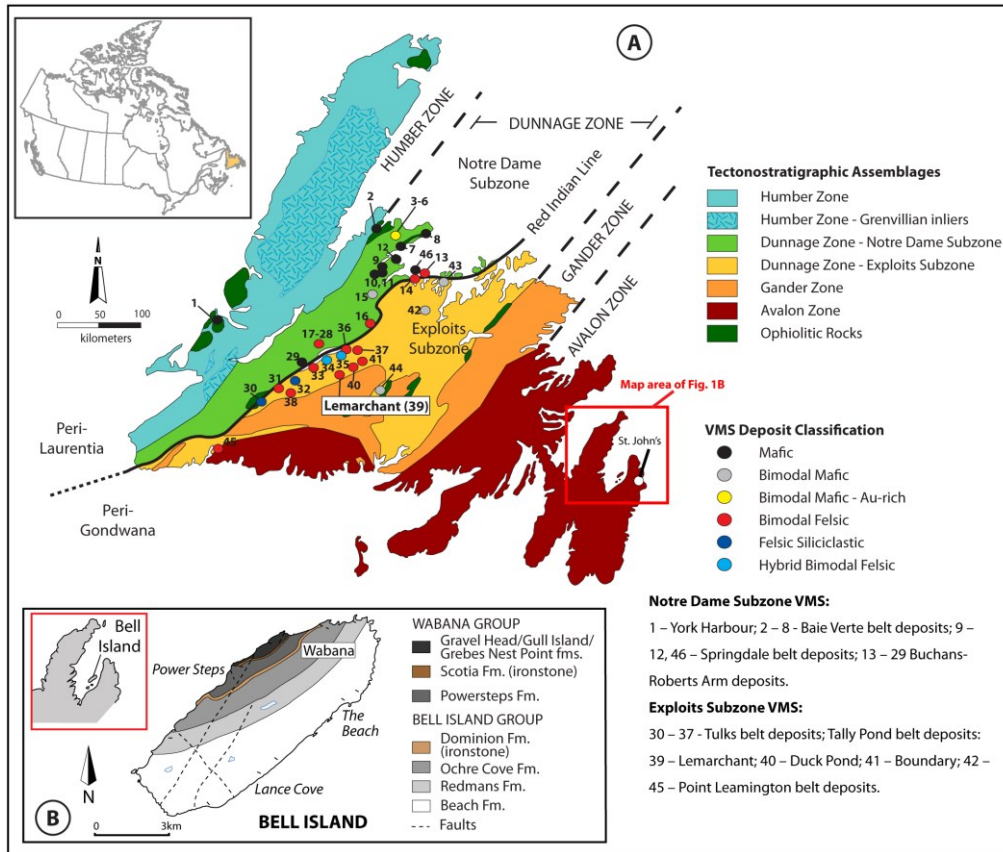 A
HUMBER ZONE
DUNNAGE ZONE
Notre Dame
Subzone
Red Indian Line
GANDER ZONE
AVALON ZONE
N
0 50 100
kilometers
1
2
3-6
7
8
9
10,11
12
13
46
43
14
15
16
42
Exploits
Subzone
17-28
36
37
29
35
34
41
33
40
31
32
30
38
44
Lemarchant (39)
45
Peri-
Laurentia
Peri-
Gondwana
Map area of Fig. 1B
St. John's
Tectonostratigraphic Assemblages
Humber Zone
Humber Zone - Grenvillian inliers
Dunnage Zone - Notre Dame Subzone
Dunnage Zone - Exploits Subzone
Gander Zone
Avalon Zone
Ophiolitic Rocks
VMS Deposit Classification
Mafic
Bimodal Mafic
Bimodal Mafic - Au-rich
Bimodal Felsic
Felsic Siliciclastic
Hybrid Bimodal Felsic
Notre Dame Subzone VMS:
1 – York Harbour; 2 – 8 - Baie Verte belt deposits; 9 –
12, 46 – Springdale belt deposits; 13 – 29 Buchans-
Roberts Arm deposits.
Exploits Subzone VMS:
30 – 37 - Tulks belt deposits; Tally Pond belt deposits:
39 – Lemarchant; 40 – Duck Pond; 41 – Boundary; 42 –
45 – Point Leamington belt deposits.
Bell
Island
N
B
0 3km
Power Steps
Wabana
The
Beach
Lance Cove
BELL ISLAND
WABANA GROUP
Gravel Head/Gull Island/
Grebes Nest Point fms.
Scotia Fm. (ironstone)
Powersteps Fm.
BELL ISLAND GROUP
Dominion Fm.
(ironstone)
Ochre Cove Fm.
Redmans Fm.
Beach Fm.
Faults